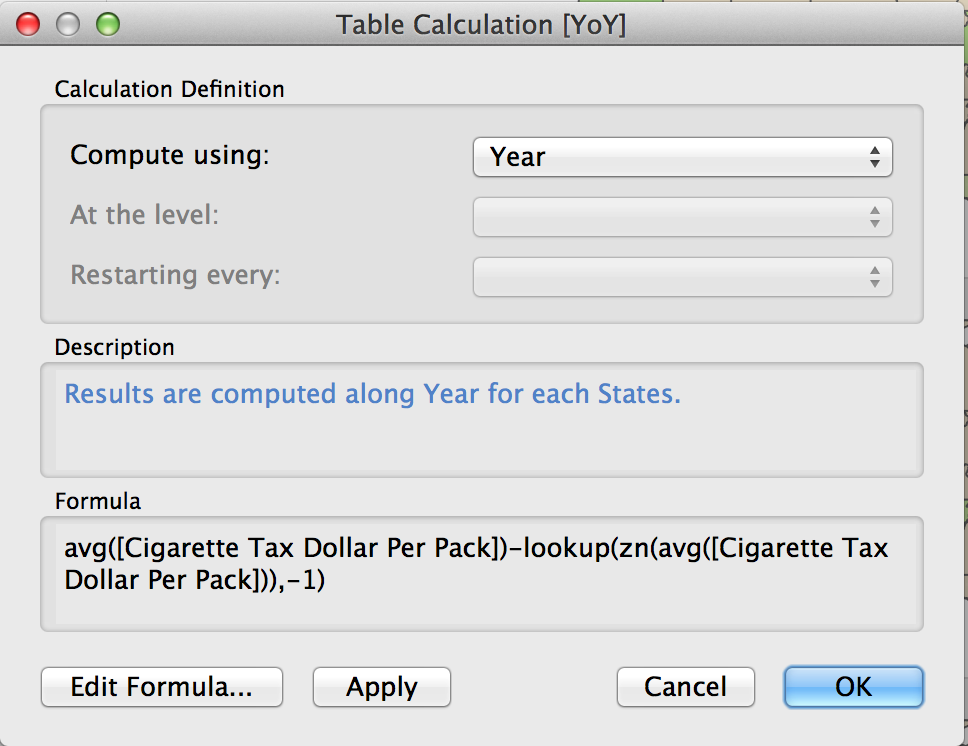 Table Calculation [YoY]
Calculation Definition
Compute using:
Year
At the level:
Restarting every:
Description
Results are computed along Year for each States.
Formula
avg([Cigarette Tax Dollar Per Pack])-lookup(zn(avg([Cigarette Tax
Dollar Per Pack])),-1)
Edit Formula...
Apply
Cancel
OK